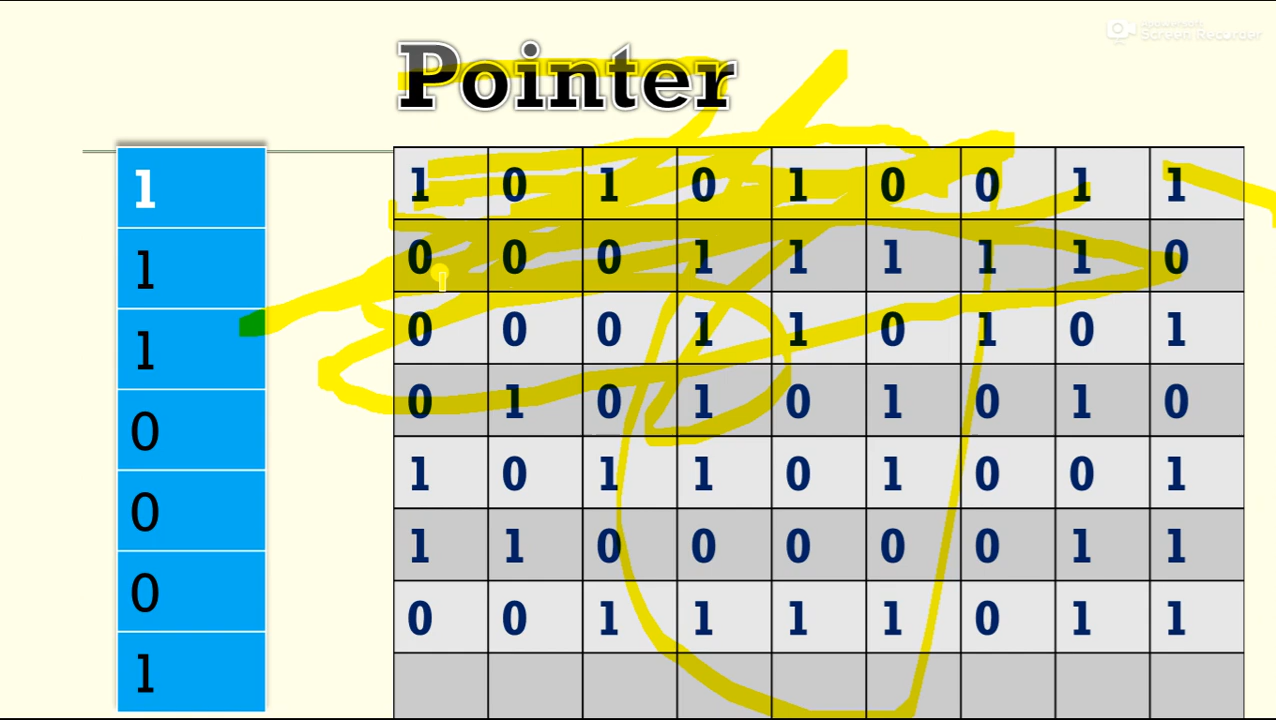 Apowersoft
Screen Recorder
Pointer
1
1
1
0
0
0
1
1 0 1 0 1 0 0 1 1
0 0 0 1 1 1 1 1 0
0 0 0 1 1 0 1 0 1
0 1 0 1 0 1 0 1 0
1 0 1 1 0 1 0 0 1
1 1 0 0 0 0 0 1 1
0 0 1 1 1 1 0 1 1